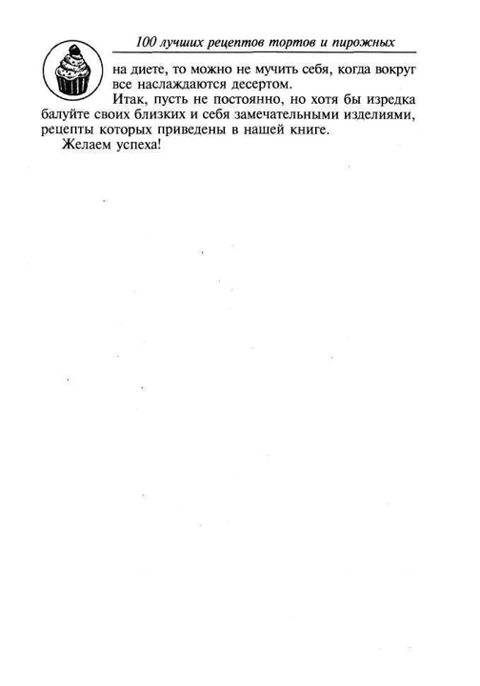 100 лучших рецептов тортов и пирожных
на диете, то можно не мучить себя, когда вокруг
все наслаждаются десертом.
Итак, пусть не постоянно, но хотя бы изредка
балуйте своих близких и себя замечательными изделиями,
рецепты которых приведены в нашей книге.
Желаем успеха!